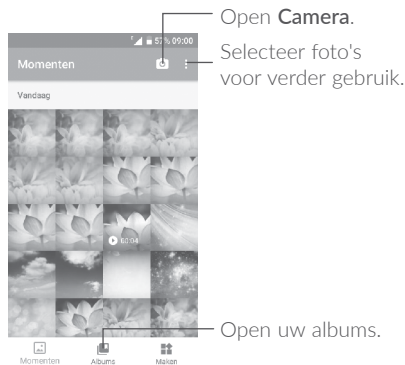 Open Camera.
57% 09:00
Momenten
Selecteer foto's
voor verder gebruik.
Vandaag
00:04
Open uw albums.
Momenten Albums Maken